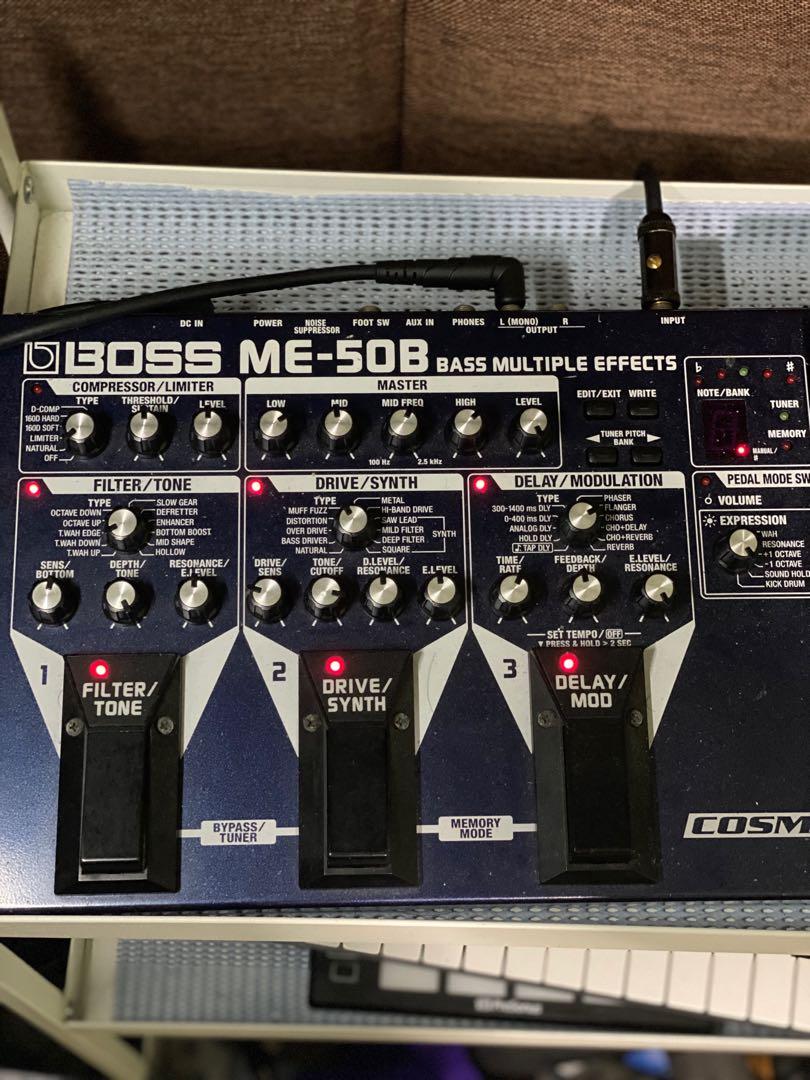 DC IN
POWER
NOISE
SUPPRESSOR
FOOT SW
AUX IN
PHONES
L (MONO)
R
OUTPUT
INPUT
BOSS ME-50B BASS MULTIPLE EFFECTS
COMPRESSOR/LIMITER
TYPE
D-COMP
160D HARD
160D SOFT
LIMITER
NATURAL
OFF
THRESHOLD/
SUSTAIN
LEVEL
MASTER
LOW
MID
MID FREQ
100 Hz
2.5 kHz
HIGH
LEVEL
EDIT/EXIT
WRITE
◀TUNER PITCH▶
BANK
♭
♯
NOTE/BANK
TUNER
MEMORY
MANUAL/
♯
FILTER/TONE
TYPE
OCTAVE DOWN
OCTAVE UP
T.WAH EDGE
T.WAH DOWN
T.WAH UP
SLOW GEAR
DEFRETTER
ENHANCER
BOTTOM BOOST
MID SHAPE
HOLLOW
SENS/
BOTTOM
DEPTH/
TONE
RESONANCE/
E.LEVEL
DRIVE/SYNTH
TYPE
MUFF FUZZ
DISTORTION
OVER DRIVE
BASS DRIVER
NATURAL
METAL
HI-BAND DRIVE
SAW LEAD
MILD FILTER
DEEP FILTER
SQUARE
SYNTH
DRIVE/
SENS
TONE/
CUTOFF
D.LEVEL/
RESONANCE
E.LEVEL
DELAY/MODULATION
TYPE
300-1400 ms DLY
0-400 ms DLY
ANALOG DLY
HOLD DLY
♫ TAP DLY
PHASER
FLANGER
CHORUS
CHO+DELAY
CHO+REVERB
REVERB
TIME/
RATE
FEEDBACK/
DEPTH
E.LEVEL/
RESONANCE
PEDAL MODE SW
VOLUME
EXPRESSION
WAH
RESONANCE
+1 OCTAVE
-1 OCTAVE
SOUND HOLD
KICK DRUM
SET TEMPO/OFF
▼ PRESS & HOLD > 2 SEC
1
FILTER/
TONE
2
DRIVE/
SYNTH
3
DELAY/
MOD
BYPASS/
TUNER
MEMORY
MODE
COSM